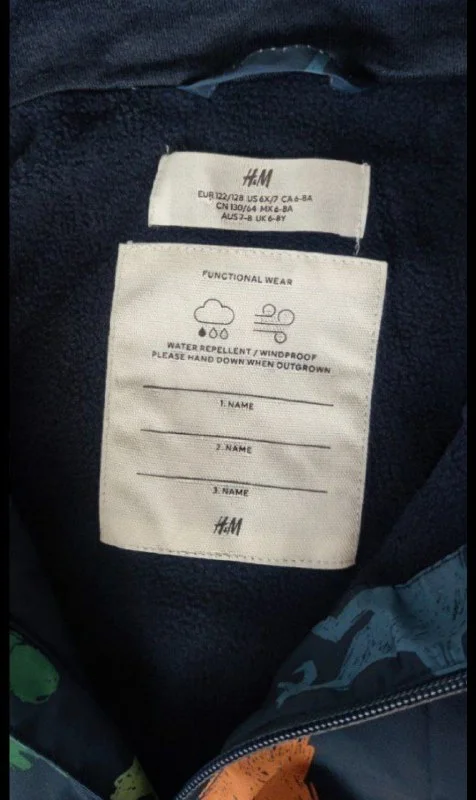 H&M
EUR 122/128 US 6X/7 CA 6-8A
CN 130/64 MX 6-8A
AUS 7-8 UK 6-8Y
FUNCTIONAL WEAR
WATER REPELLENT / WINDPROOF
PLEASE HAND DOWN WHEN OUTGROWN
1. NAME
2. NAME
3. NAME
H&M